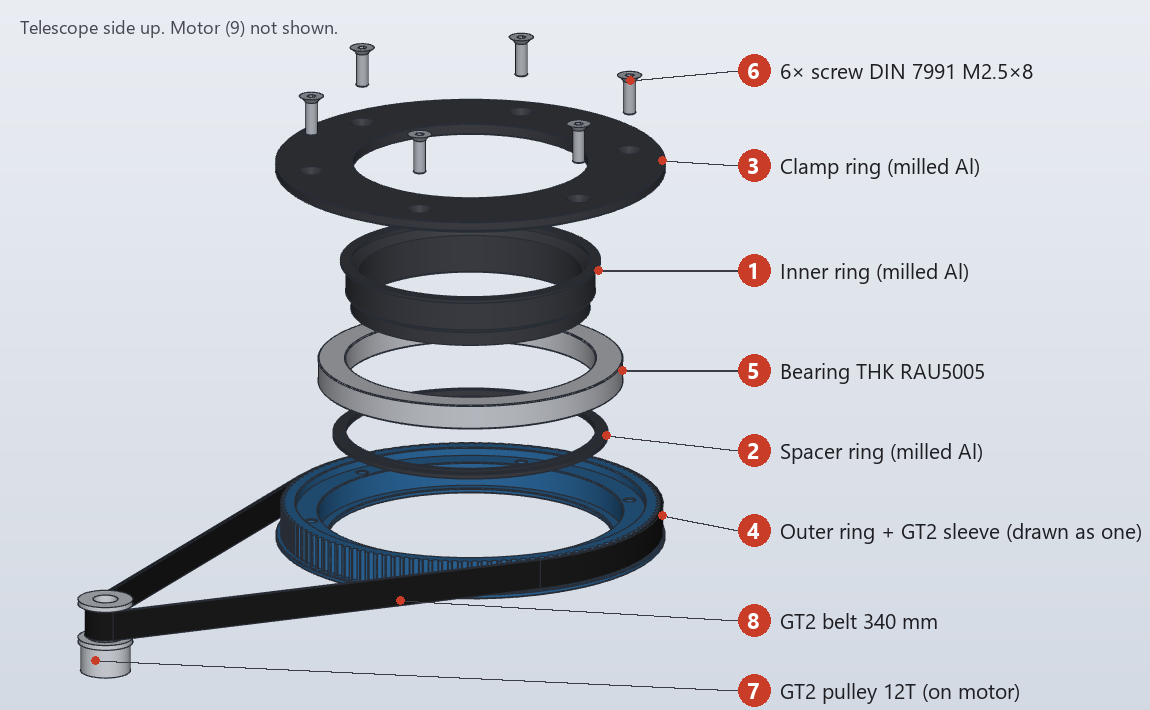 Telescope side up. Motor (9) not shown.
6 6× screw DIN 7991 M2.5×8
3 Clamp ring (milled Al)
1 Inner ring (milled Al)
5 Bearing THK RAU5005
2 Spacer ring (milled Al)
4 Outer ring + GT2 sleeve (drawn as one)
8 GT2 belt 340 mm
7 GT2 pulley 12T (on motor)